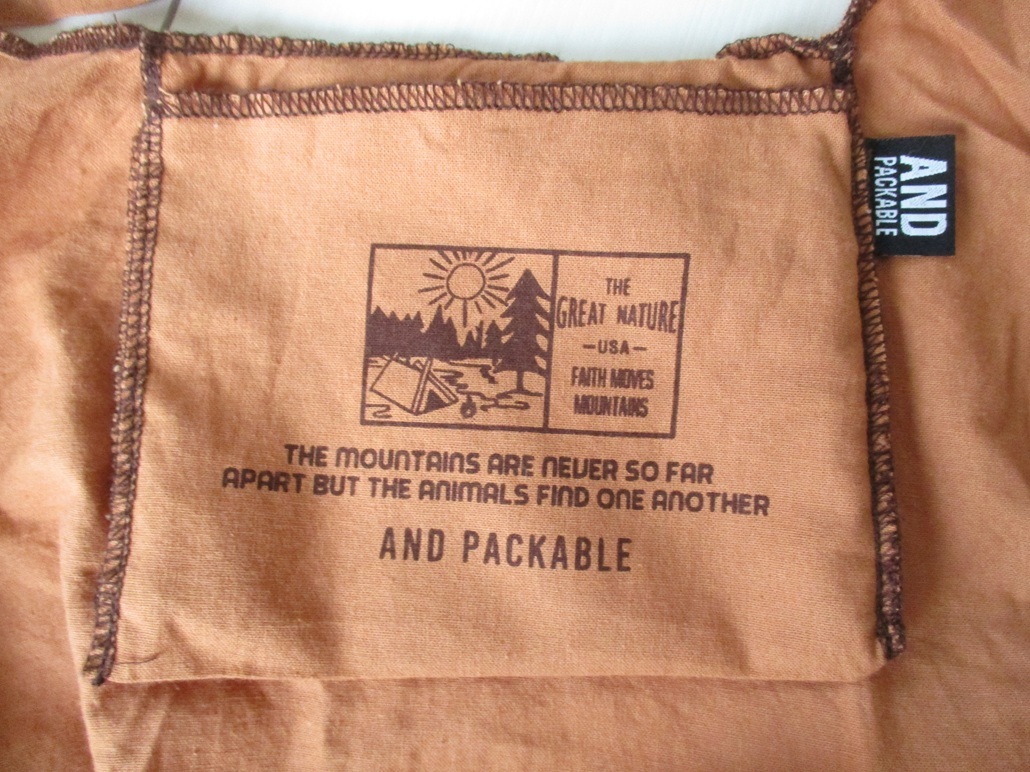 THE
GREAT NATURE
-USA-
FAITH MOVES
MOUNTAINS
THE MOUNTAINS ARE NEVER SO FAR
APART BUT THE ANIMALS FIND ONE ANOTHER
AND PACKABLE
AND
PACKABLE